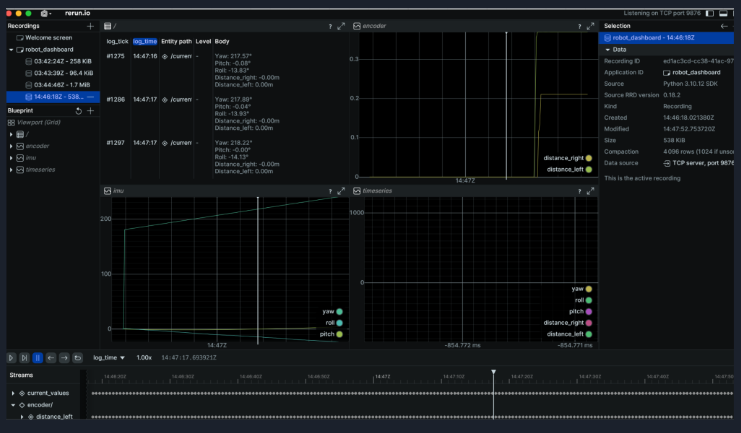 rerun.io
Listening on TCP port 9876
Recordings
Welcome screen
robot_dashboard
03:42:24Z - 258 KiB
03:43:39Z - 96.4 KiB
03:44:46Z - 1.7 MiB
14:46:18Z - 538...
Blueprint
Viewport (Grid)
/
encoder
imu
timeseries
/
log_tick log_time Entity path Level Body
#1275 14:47:16 /current - Yaw: 217.57°
Pitch: -0.08°
Roll: -13.83°
Distance_right: -0.00m
Distance_left: 0.00m
#1286 14:47:17 /current - Yaw: 217.89°
Pitch: -0.04°
Roll: -13.93°
Distance_right: -0.00m
Distance_left: 0.00m
#1297 14:47:17 /current - Yaw: 218.22°
Pitch: -0.00°
Roll: -14.13°
Distance_right: -0.00m
Distance_left: 0.00m
encoder
0.3
0.2
0.1
0
distance_right
distance_left
14:47Z
imu
200
100
0
yaw
roll
pitch
14:47Z
timeseries
1000
0
yaw
roll
pitch
distance_right
distance_left
-854.772 ms
-854.771 ms
Selection
robot_dashboard - 14:46:18Z
Data
Recording ID ed1ac3cd-cc38-41ac-97
Application ID robot_dashboard
Source Python 3.10.12 SDK
Source RRD version 0.18.2
Kind Recording
Created 14:46:18.021380Z
Modified 14:47:52.753720Z
Size 538 KiB
Compaction 4096 rows (1024 if unsor
Data source TCP server, port 9876
This is the active recording
log_time 1.00x 14:47:17.693921Z
Streams
14:47Z
current_values
encoder/
distance_left